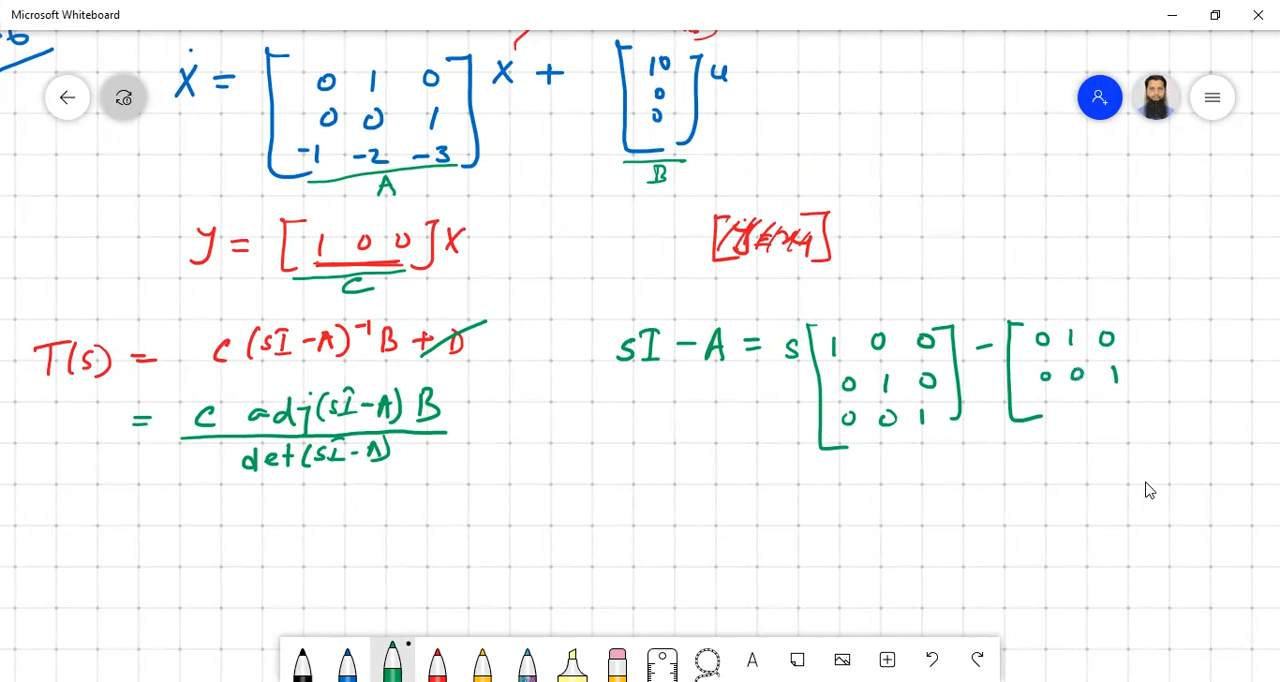 Microsoft Whiteboard
6
Ẋ = [ 0 1 0 ] X + [ 10 ] u
[ 0 0 1 ] [ 0 ]
[ -1 -2 -3 ] [ 0 ]
A B
y = [ 1 0 0 ] X
C
T(s) = C (sI - A)⁻¹ B + D
= C adj(sI - A) B
det(sI - A)
sI - A = s [ 1 0 0 ] - [ 0 1 0
0 1 0 0 0 1
0 0 1
A